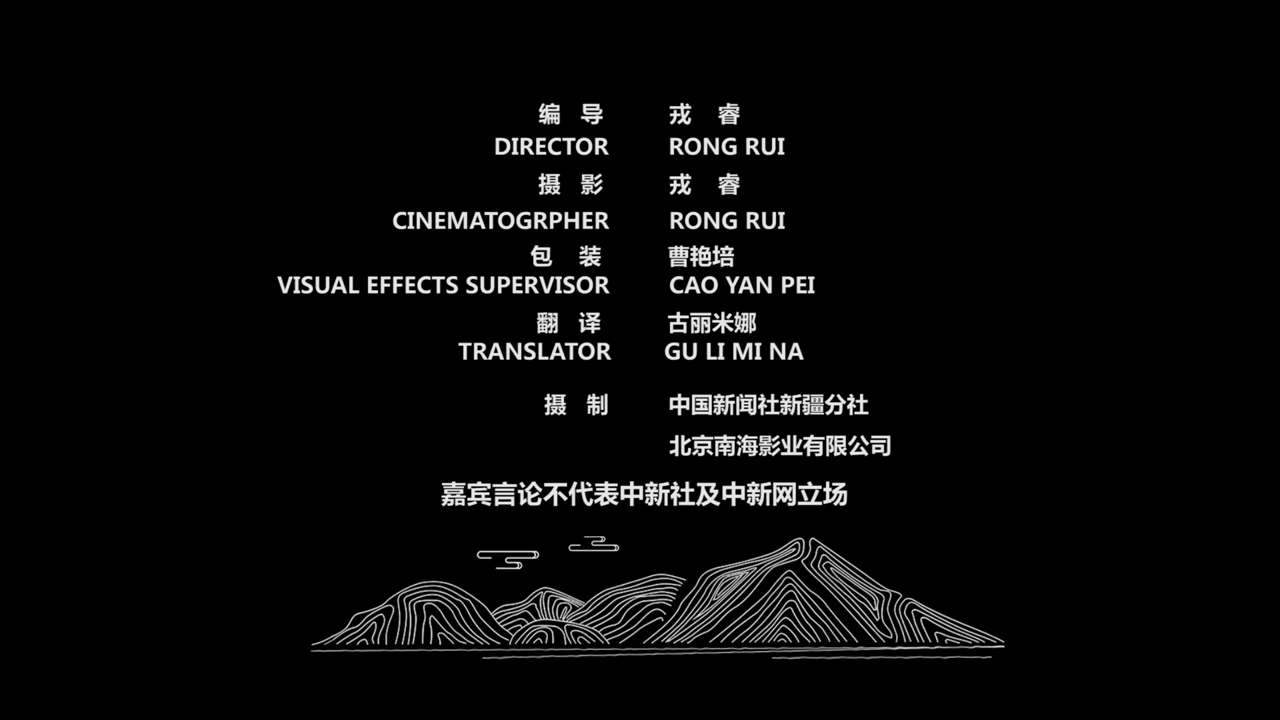 编 导 戎 睿
DIRECTOR RONG RUI
摄 影 戎 睿
CINEMATOGRPHER RONG RUI
包 装 曹艳培
VISUAL EFFECTS SUPERVISOR CAO YAN PEI
翻 译 古丽米娜
TRANSLATOR GU LI MI NA
摄 制 中国新闻社新疆分社
北京南海影业有限公司
嘉宾言论不代表中新社及中新网立场